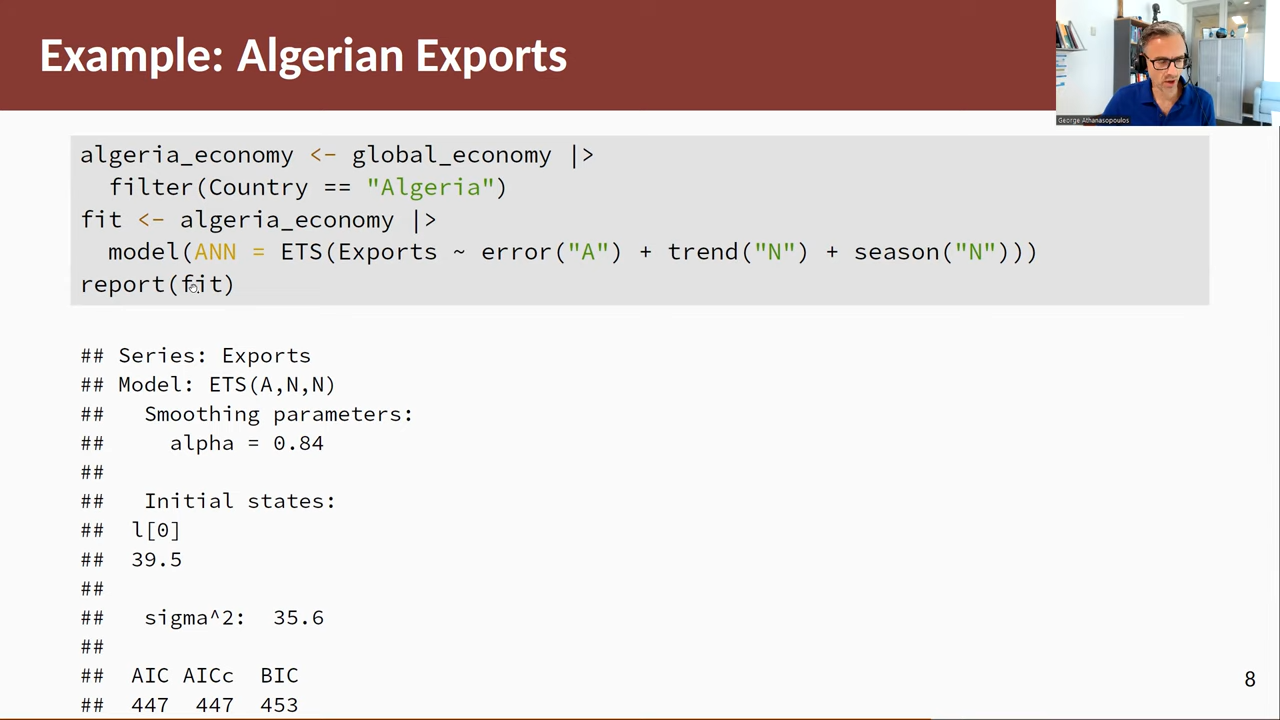 Example: Algerian Exports
George Athanasopoulos
algeria_economy <- global_economy |>
  filter(Country == "Algeria")
fit <- algeria_economy |>
  model(ANN = ETS(Exports ~ error("A") + trend("N") + season("N")))
report(fit)
## Series: Exports
## Model: ETS(A,N,N)
##   Smoothing parameters:
##     alpha = 0.84
##
##   Initial states:
##  l[0]
##  39.5
##
##   sigma^2:  35.6
##
##  AIC AICc  BIC
##  447  447  453
8